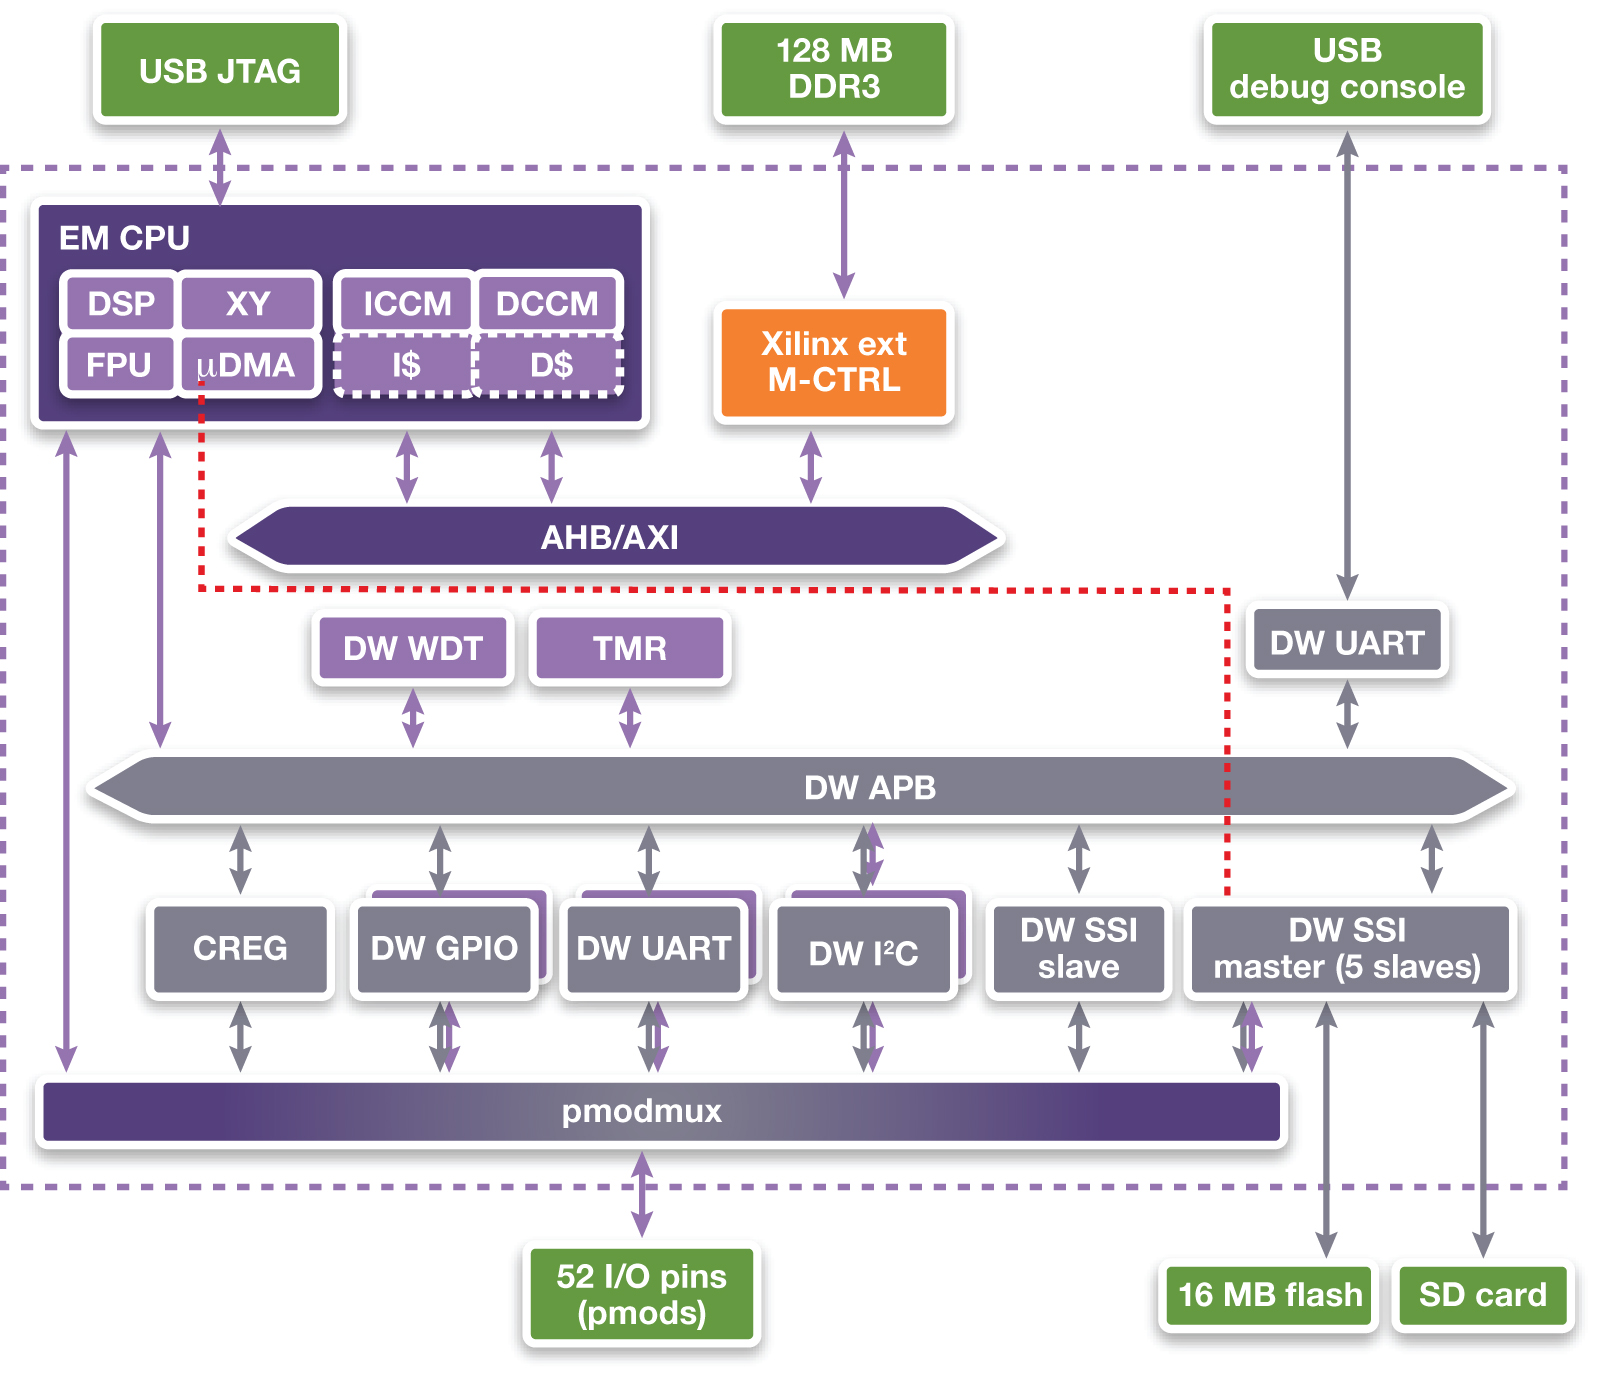 USB JTAG
128 MB
DDR3
USB
debug console
EM CPU
DSP
XY
ICCM
DCCM
FPU
µDMA
I$
D$
Xilinx ext
M-CTRL
AHB/AXI
DW WDT
TMR
DW UART
DW APB
CREG
DW GPIO
DW UART
DW I²C
DW SSI
slave
DW SSI
master (5 slaves)
pmodmux
52 I/O pins
(pmods)
16 MB flash
SD card